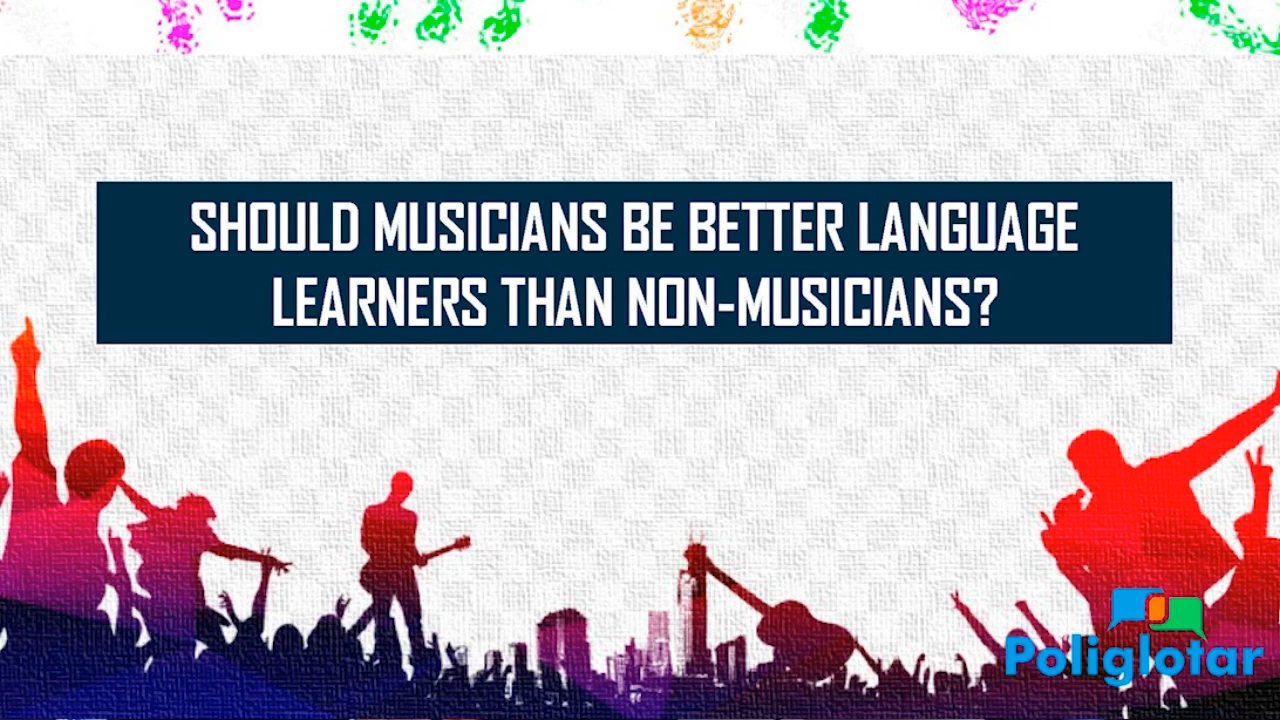 SHOULD MUSICIANS BE BETTER LANGUAGE
LEARNERS THAN NON-MUSICIANS?
Poliglotar